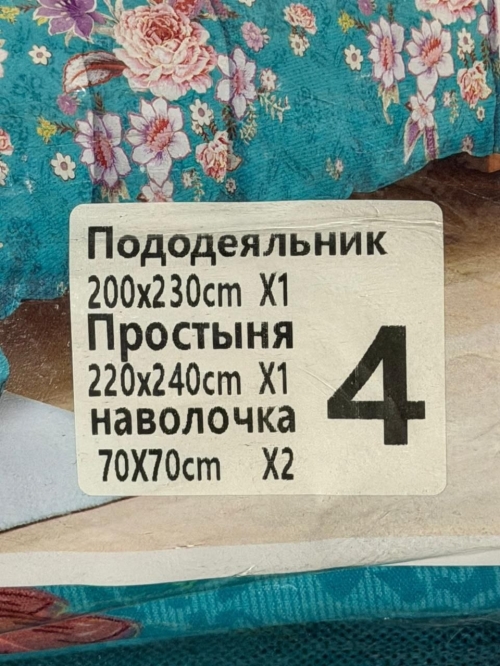 Пододеяльник
200x230cm X1
Простыня
220x240cm X1
наволочка
70X70cm X2
4